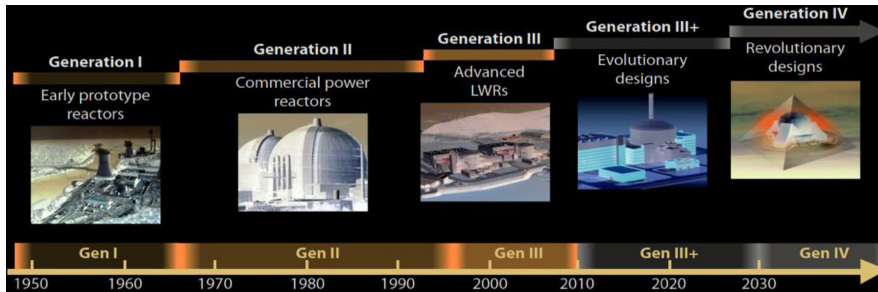 Generation I
Early prototype
reactors
Generation II
Commercial power
reactors
Generation III
Advanced
LWRs
Generation III+
Evolutionary
designs
Generation IV
Revolutionary
designs
Gen I
Gen II
Gen III
Gen III+
Gen IV
1950
1960
1970
1980
1990
2000
2010
2020
2030